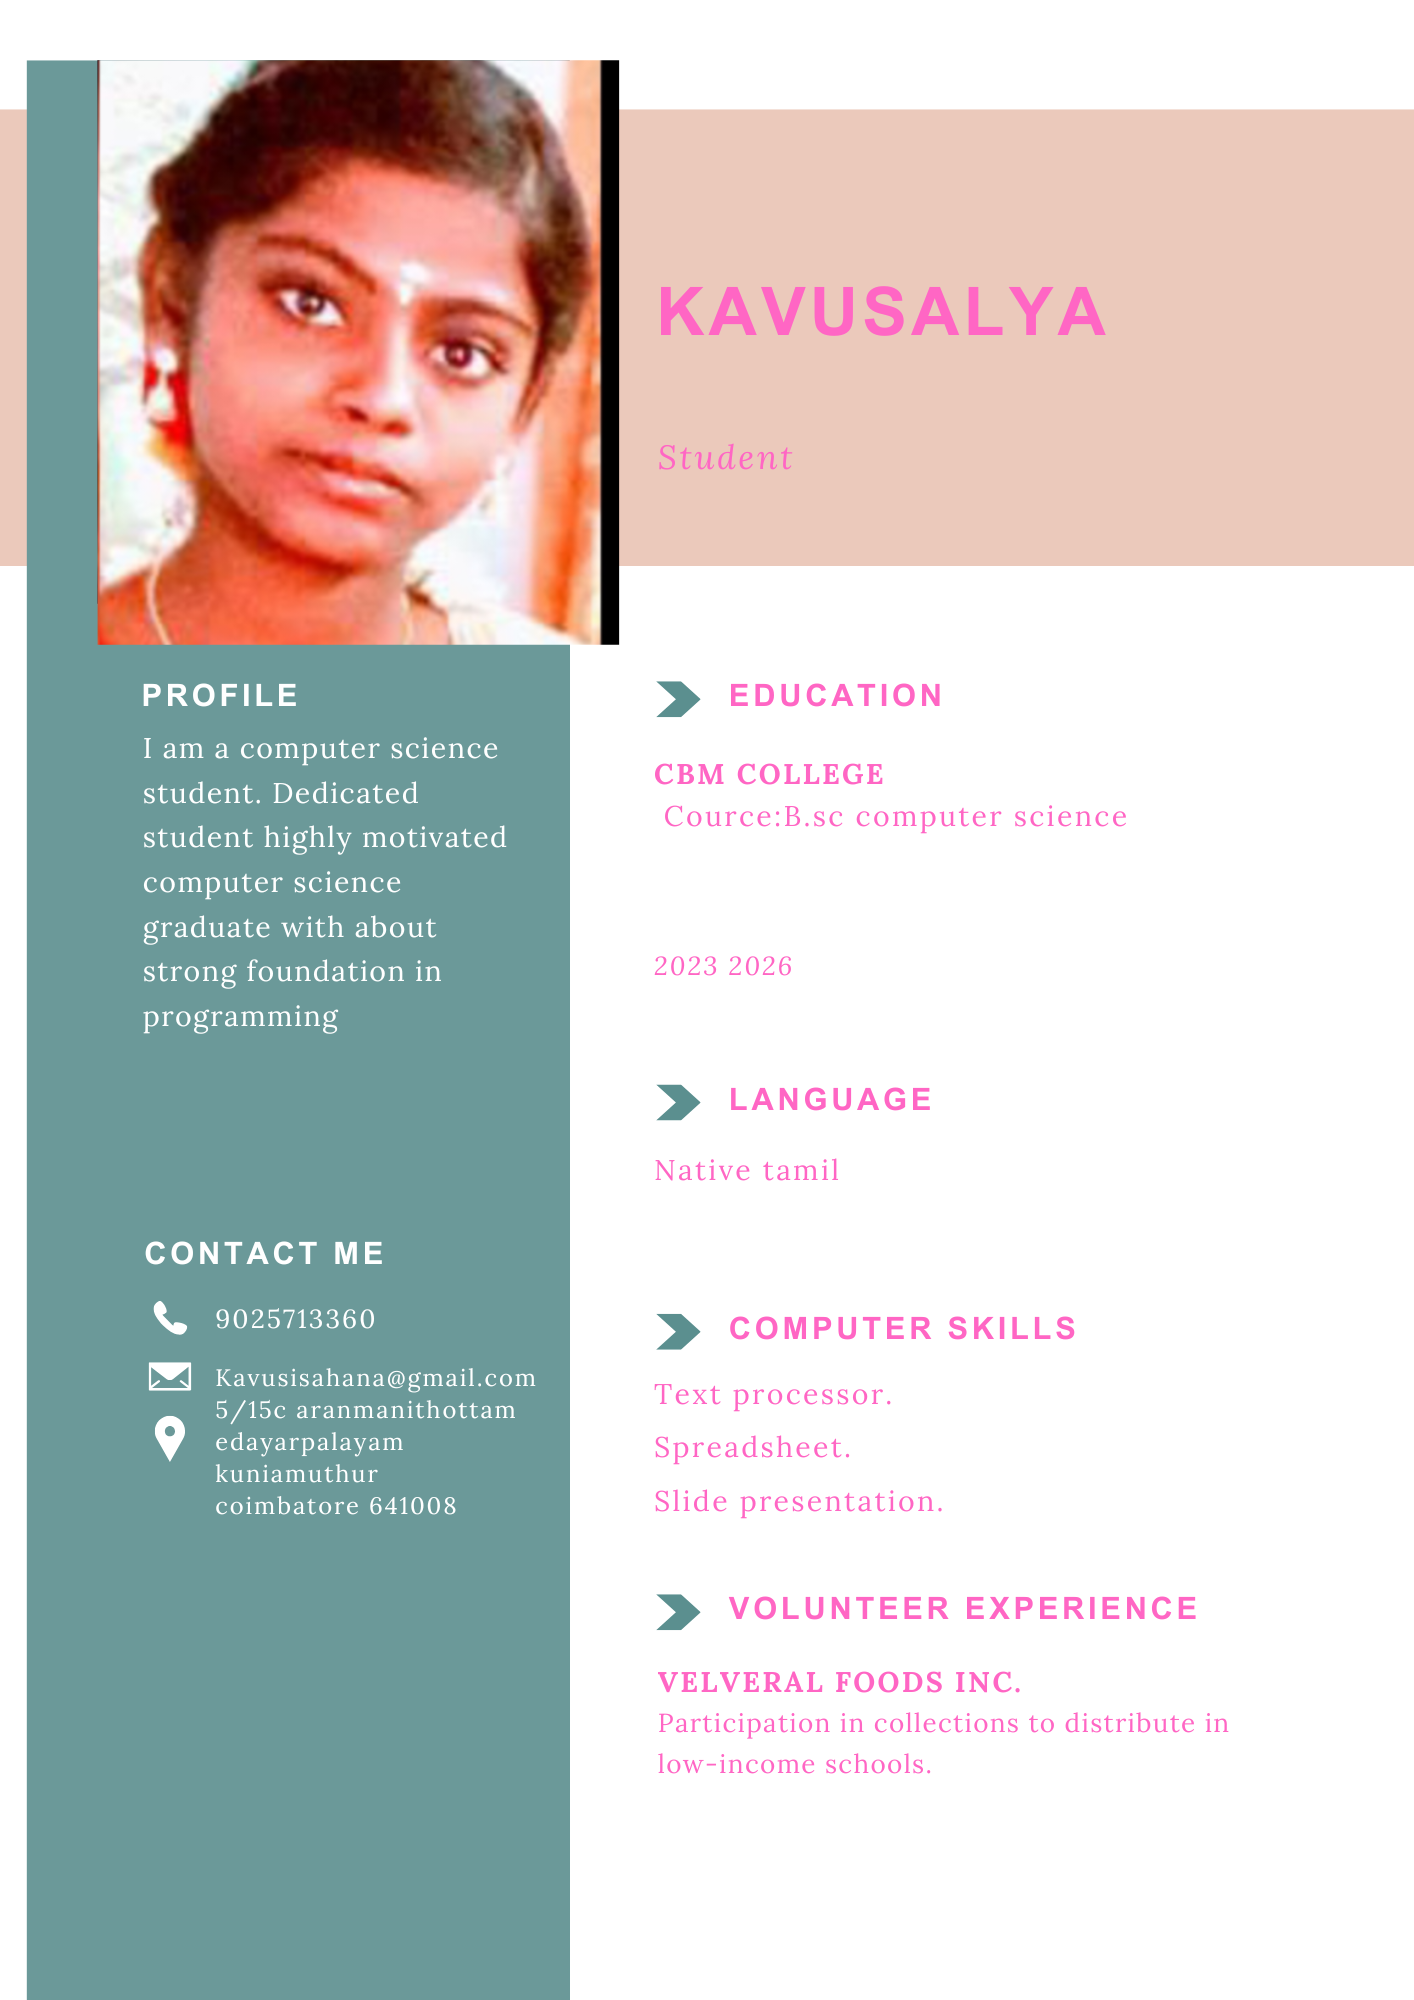 KAVUSALYA
Student
PROFILE
I am a computer science
student. Dedicated
student highly motivated
computer science
graduate with about
strong foundation in
programming
CONTACT ME
9025713360
Kavusisahana@gmail.com
5/15c aranmanithottam
edayarpalayam
kuniamuthur
coimbatore 641008
EDUCATION
CBM COLLEGE
Cource:B.sc computer science
2023 2026
LANGUAGE
Native tamil
COMPUTER SKILLS
Text processor.
Spreadsheet.
Slide presentation.
VOLUNTEER EXPERIENCE
VELVERAL FOODS INC.
Participation in collections to distribute in
low-income schools.